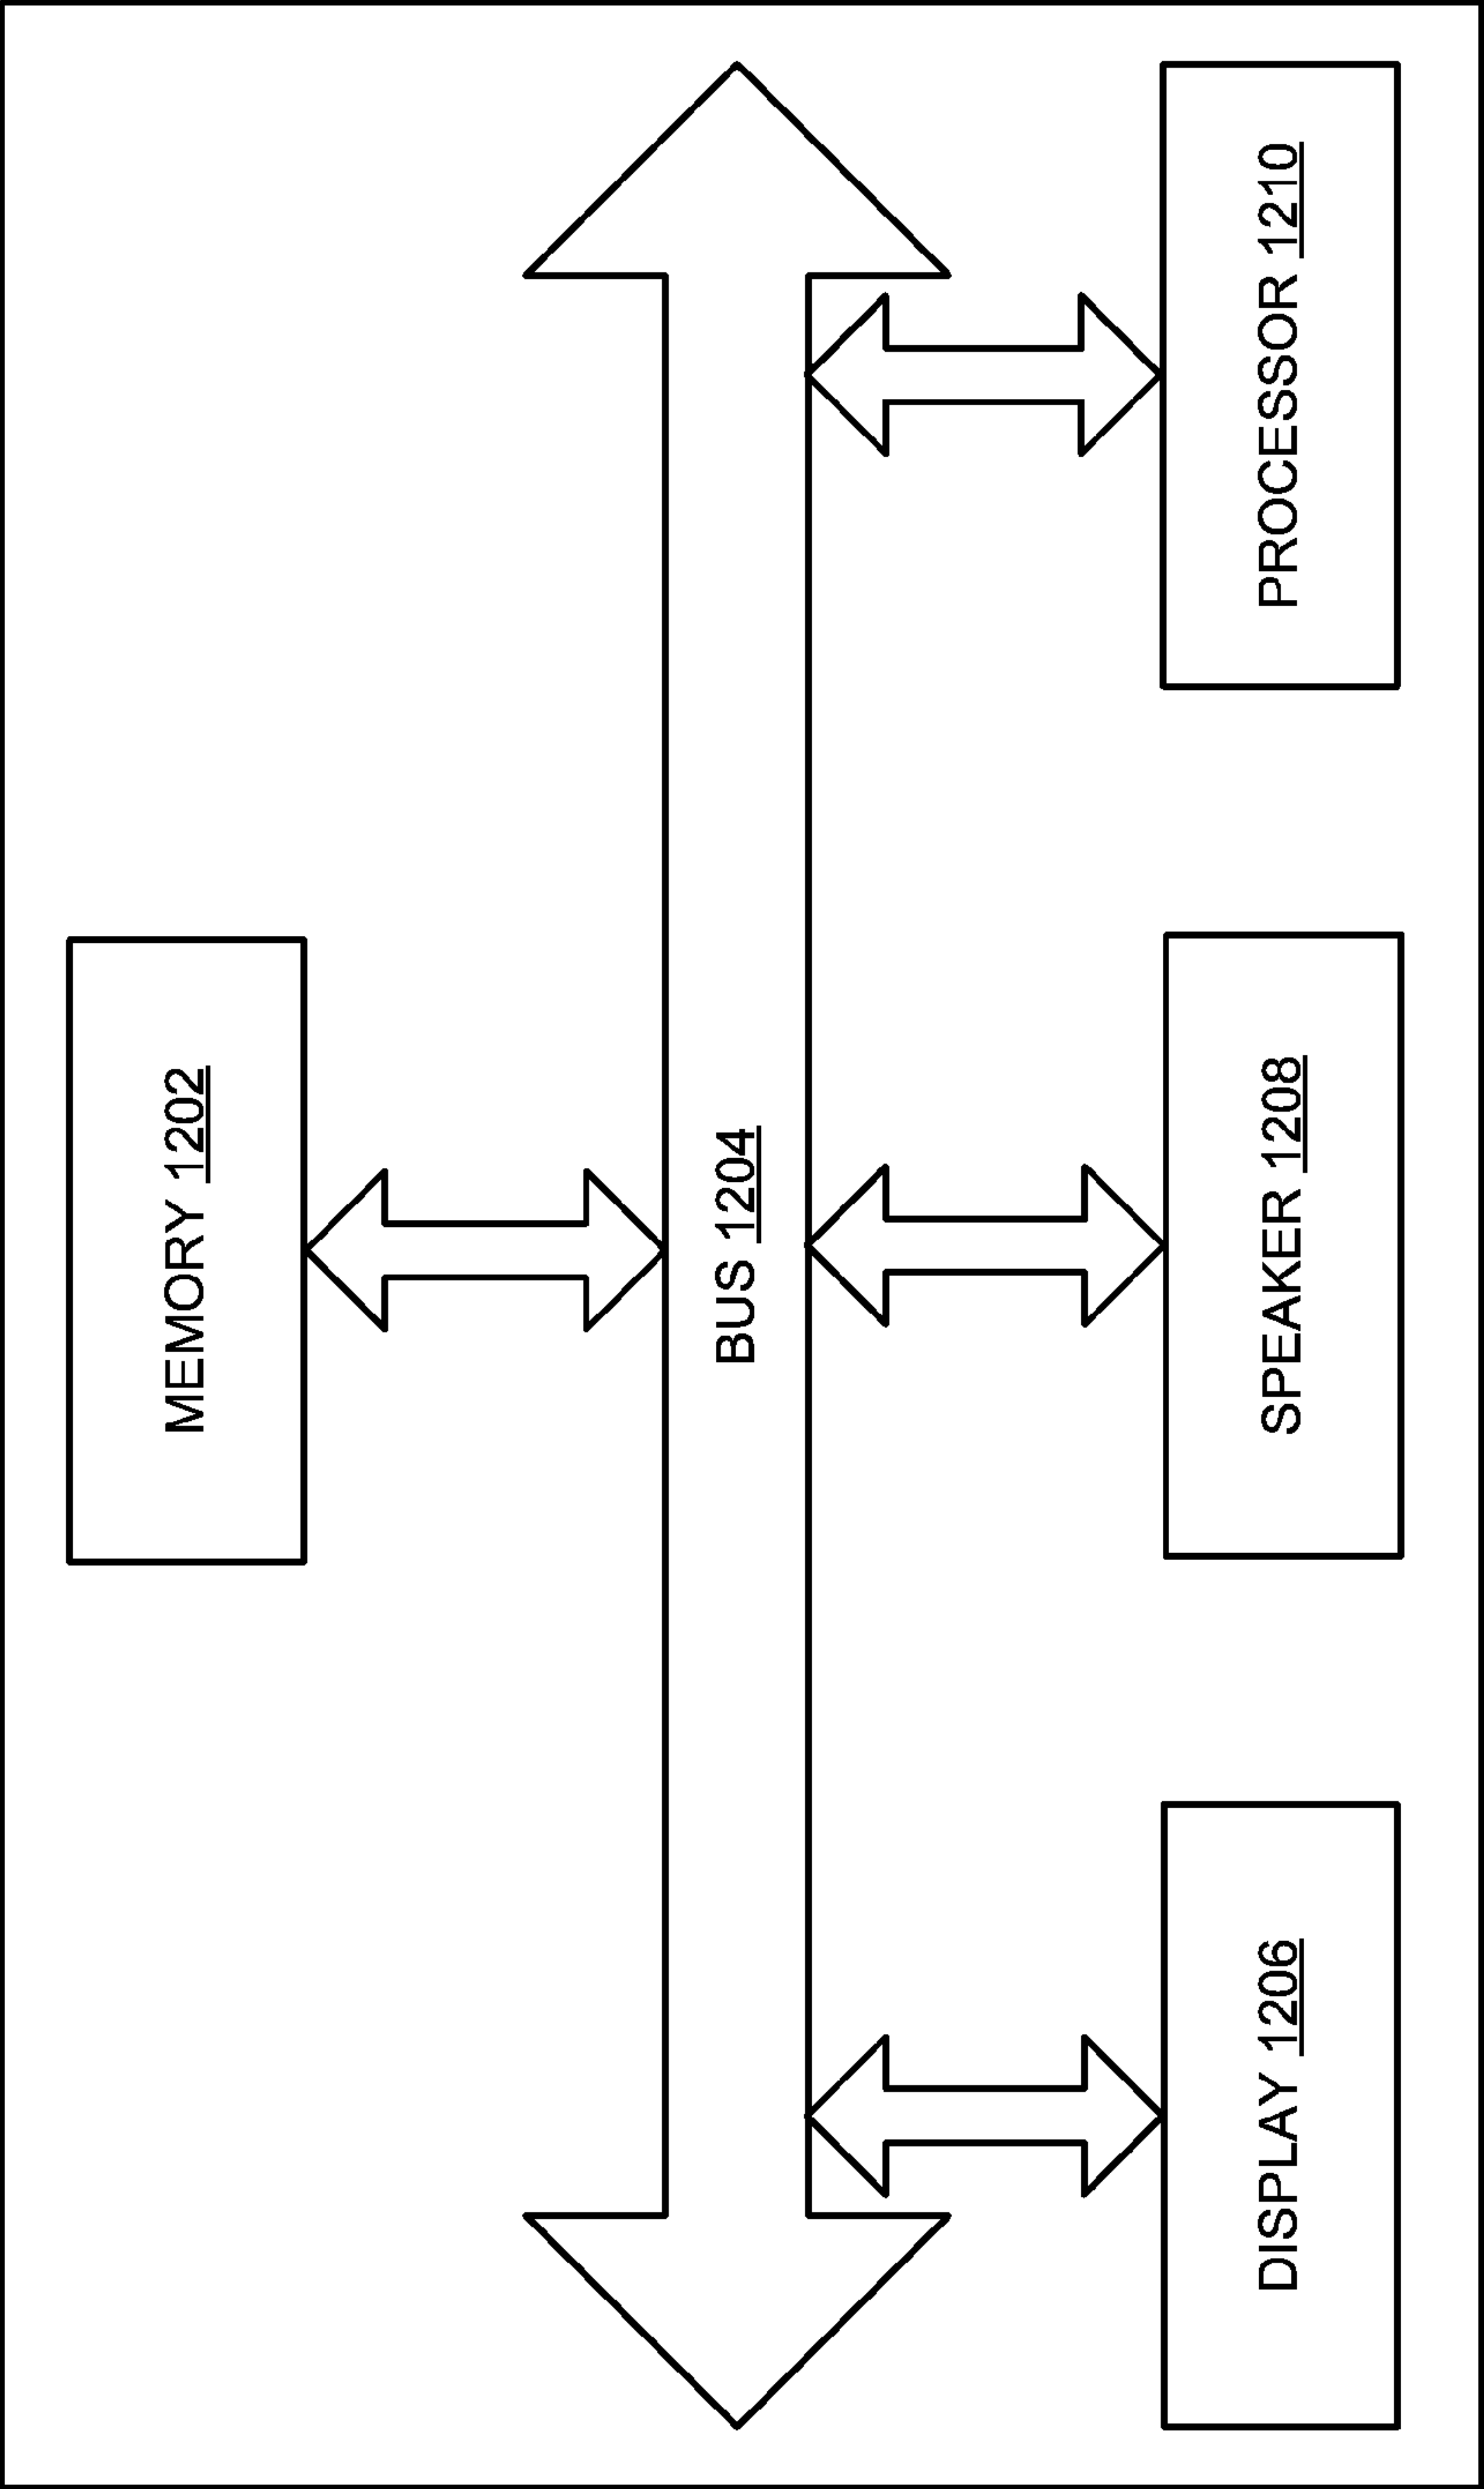 MEMORY 1202
BUS 1204
DISPLAY 1206
SPEAKER 1208
PROCESSOR 1210